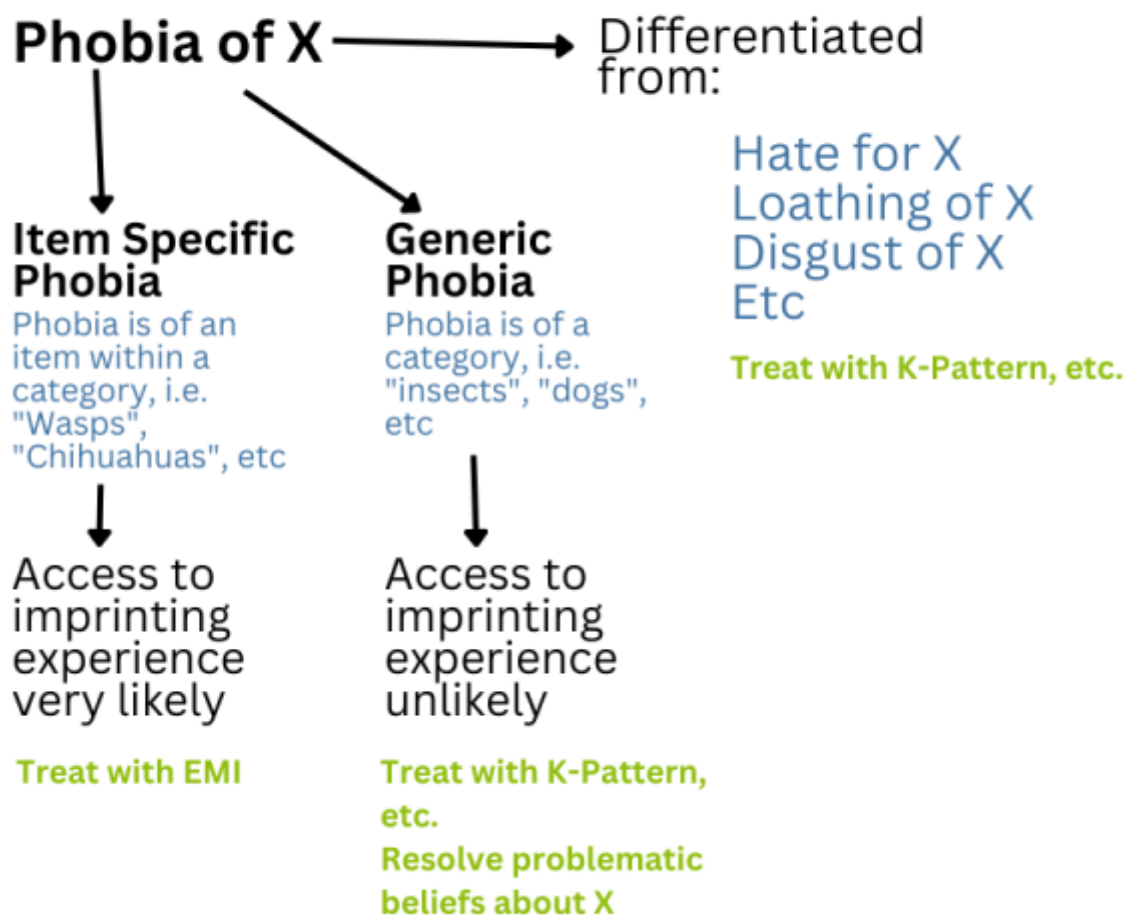 Phobia of X
Differentiated
from:
Hate for X
Loathing of X
Disgust of X
Etc
Treat with K-Pattern, etc.
Item Specific
Phobia
Phobia is of an
item within a
category, i.e.
"Wasps",
"Chihuahuas", etc
Access to
imprinting
experience
very likely
Treat with EMI
Generic
Phobia
Phobia is of a
category, i.e.
"insects", "dogs",
etc
Access to
imprinting
experience
unlikely
Treat with K-Pattern,
etc.
Resolve problematic
beliefs about X